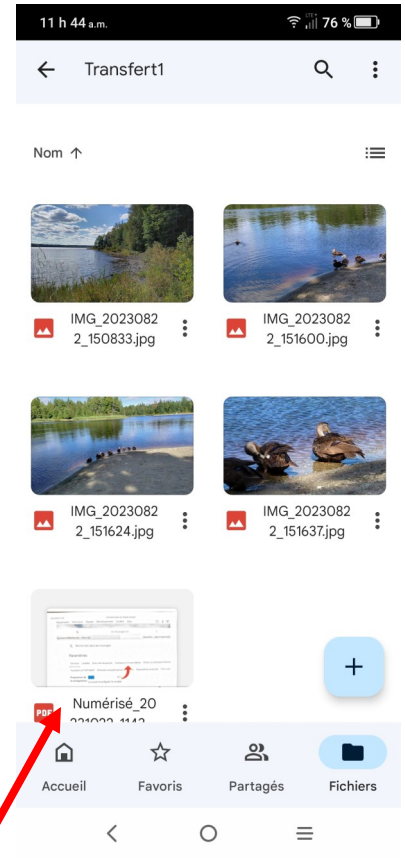 11 h 44 a.m.
76 %
Transfert1
Nom ↑
IMG_2023082
2_150833.jpg
IMG_2023082
2_151600.jpg
IMG_2023082
2_151624.jpg
IMG_2023082
2_151637.jpg
PDF
Numérisé_20
Accueil
Favoris
Partagés
Fichiers